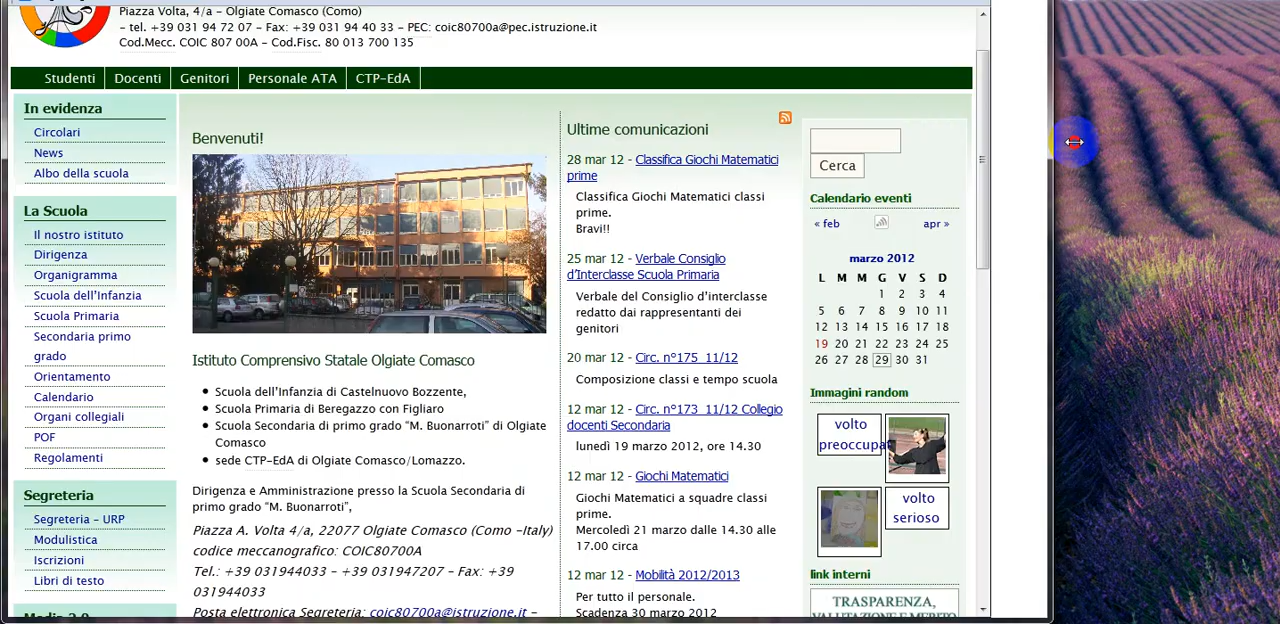 Piazza Volta, 4/a - Olgiate Comasco (Como)
– tel. +39 031 94 72 07 – Fax: +39 031 94 40 33 – PEC: coic80700a@pec.istruzione.it
Cod.Mecc. COIC 807 00A – Cod.Fisc. 80 013 700 135
Studenti
Docenti
Genitori
Personale ATA
CTP-EdA
In evidenza
Circolari
News
Albo della scuola
La Scuola
Il nostro istituto
Dirigenza
Organigramma
Scuola dell'Infanzia
Scuola Primaria
Secondaria primo
grado
Orientamento
Calendario
Organi collegiali
POF
Regolamenti
Segreteria
Segreteria – URP
Modulistica
Iscrizioni
Libri di testo
Benvenuti!
Istituto Comprensivo Statale Olgiate Comasco
Scuola dell'Infanzia di Castelnuovo Bozzente,
Scuola Primaria di Beregazzo con Figliaro
Scuola Secondaria di primo grado "M. Buonarroti" di Olgiate
Comasco
sede CTP-EdA di Olgiate Comasco/Lomazzo.
Dirigenza e Amministrazione presso la Scuola Secondaria di
primo grado "M. Buonarroti",
Piazza A. Volta 4/a, 22077 Olgiate Comasco (Como -Italy)
codice meccanografico: COIC80700A
Tel.: +39 031944033 – +39 031947207 – Fax: +39
031944033
Posta elettronica Segreteria: coic80700a@istruzione.it –
Ultime comunicazioni
28 mar 12 - Classifica Giochi Matematici
prime
Classifica Giochi Matematici classi
prime.
Bravi!!
25 mar 12 - Verbale Consiglio
d'Interclasse Scuola Primaria
Verbale del Consiglio d'interclasse
redatto dai rappresentanti dei
genitori
20 mar 12 - Circ. n°175_11/12
Composizione classi e tempo scuola
12 mar 12 - Circ. n°173_11/12 Collegio
docenti Secondaria
lunedì 19 marzo 2012, ore 14.30
12 mar 12 - Giochi Matematici
Giochi Matematici a squadre classi
prime.
Mercoledì 21 marzo dalle 14.30 alle
17.00 circa
12 mar 12 - Mobilità 2012/2013
Per tutto il personale.
Scadenza 30 marzo 2012
Cerca
Calendario eventi
« feb
apr »
marzo 2012
L M M G V S D
1 2 3 4
5 6 7 8 9 10 11
12 13 14 15 16 17 18
19 20 21 22 23 24 25
26 27 28 29 30 31
Immagini random
volto
preoccupat
volto
serioso
link interni
TRASPARENZA,
VALUTAZIONE E MERITO